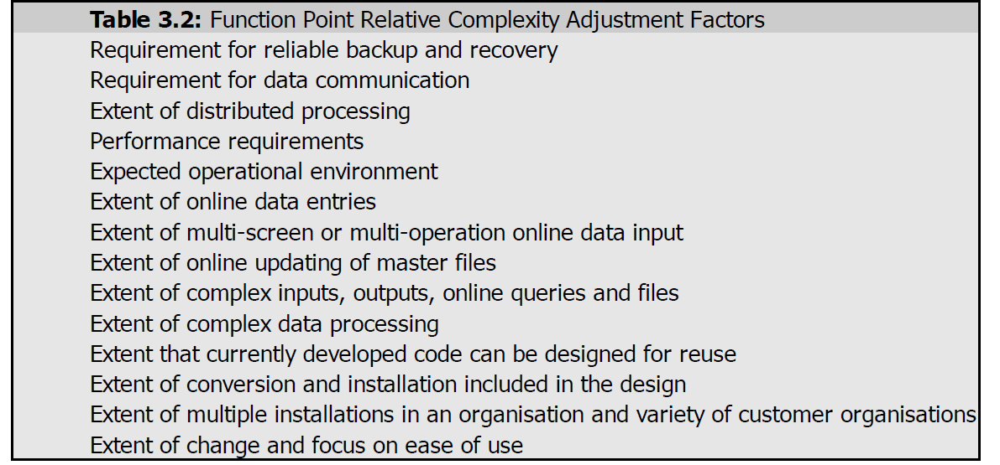 Table 3.2: Function Point Relative Complexity Adjustment Factors
Requirement for reliable backup and recovery
Requirement for data communication
Extent of distributed processing
Performance requirements
Expected operational environment
Extent of online data entries
Extent of multi-screen or multi-operation online data input
Extent of online updating of master files
Extent of complex inputs, outputs, online queries and files
Extent of complex data processing
Extent that currently developed code can be designed for reuse
Extent of conversion and installation included in the design
Extent of multiple installations in an organisation and variety of customer organisations
Extent of change and focus on ease of use